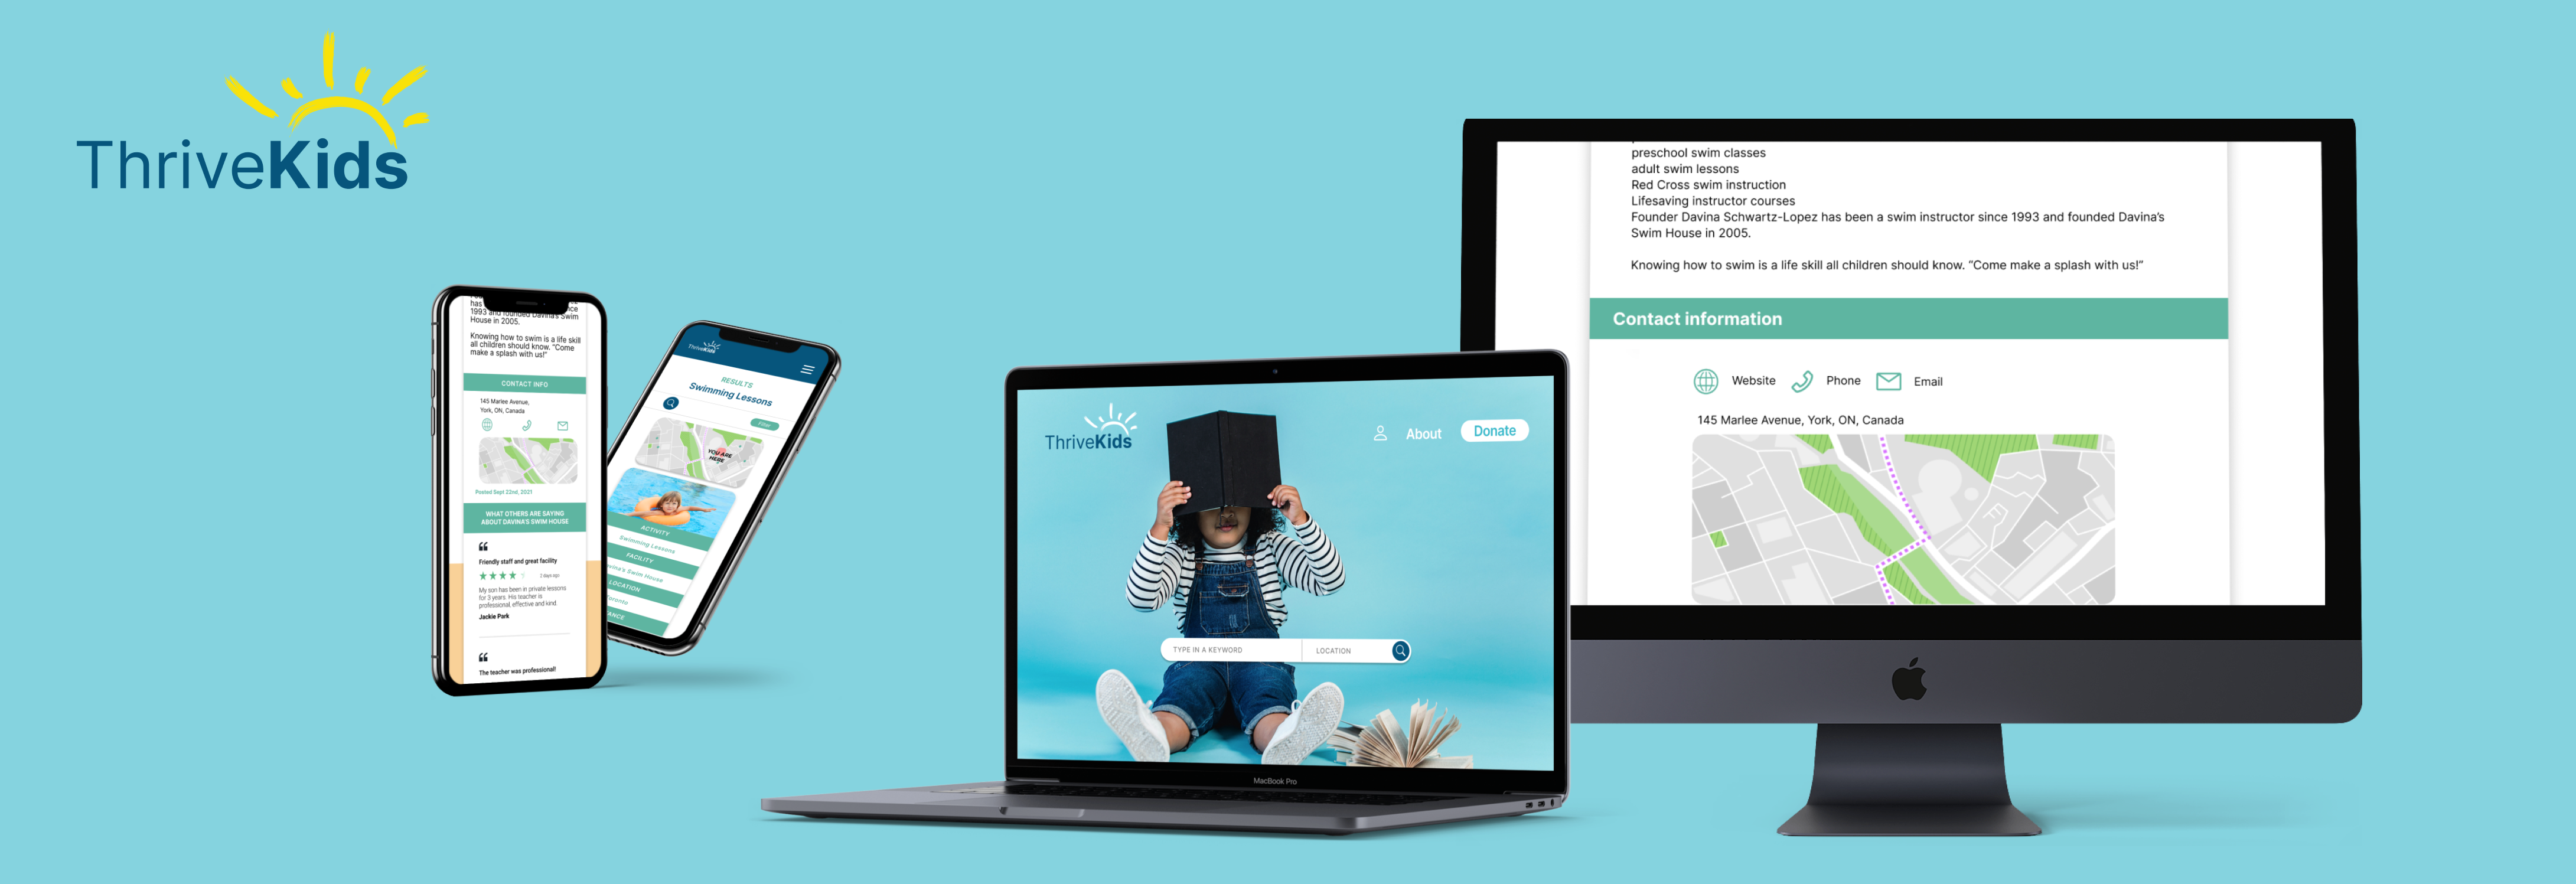 ThriveKids
has
1993 and founded Davina's Swim
House in 2005.
Knowing how to swim is a life skill
all children should know. "Come
make a splash with us!"
CONTACT INFO
145 Marlee Avenue,
York, ON, Canada
Posted Sept 22nd, 2021
WHAT OTHERS ARE SAYING
ABOUT DAVINA'S SWIM HOUSE
“
Friendly staff and great facility
2 days ago
My son has been in private lessons
for 3 years. His teacher is
professional, effective and kind.
Jackie Park
“
The teacher was professional!
ThriveKids
RESULTS
Swimming Lessons
Filter
YOU ARE
HERE
ACTIVITY
Swimming Lessons
FACILITY
Swim House
LOCATION
ThriveKids
About
Donate
TYPE IN A KEYWORD
LOCATION
MacBook Pro
preschool swim classes
adult swim lessons
Red Cross swim instruction
Lifesaving instructor courses
Founder Davina Schwartz-Lopez has been a swim instructor since 1993 and founded Davina's
Swim House in 2005.
Knowing how to swim is a life skill all children should know. "Come make a splash with us!"
Contact information
Website
Phone
Email
145 Marlee Avenue, York, ON, Canada